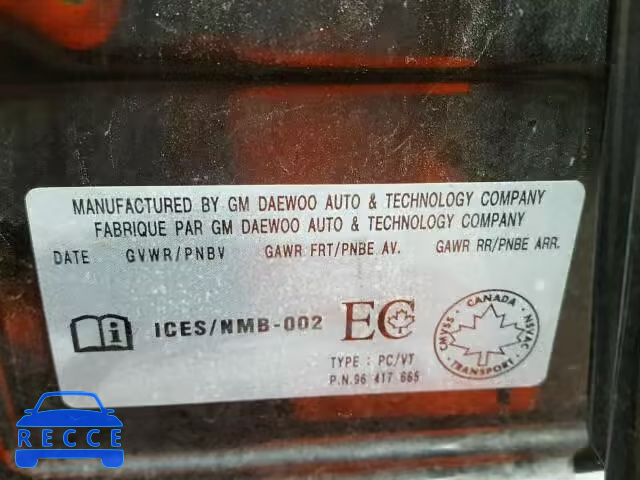 MANUFACTURED BY GM DAEWOO AUTO & TECHNOLOGY COMPANY
FABRIQUE PAR GM DAEWOO AUTO & TECHNOLOGY COMPANY
DATE GVWR/PNBV GAWR FRT/PNBE AV. GAWR RR/PNBE ARR.
i ICES/NMB-002 EC CANADA CMVSS NSVAC TRANSPORT
TYPE : PC/VT
P.N.96 417 665
RECCE